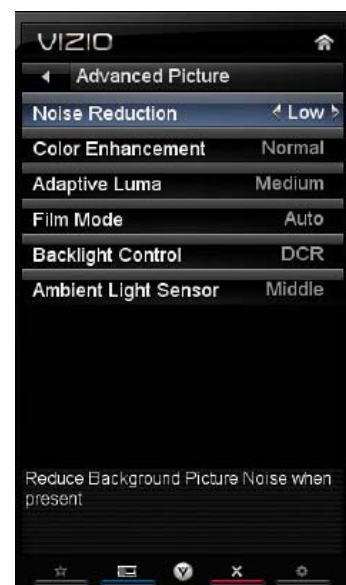 VIZIO
Advanced Picture
Noise Reduction Low
Color Enhancement Normal
Adaptive Luma Medium
Film Mode Auto
Backlight Control DCR
Ambient Light Sensor Middle
Reduce Background Picture Noise when
present